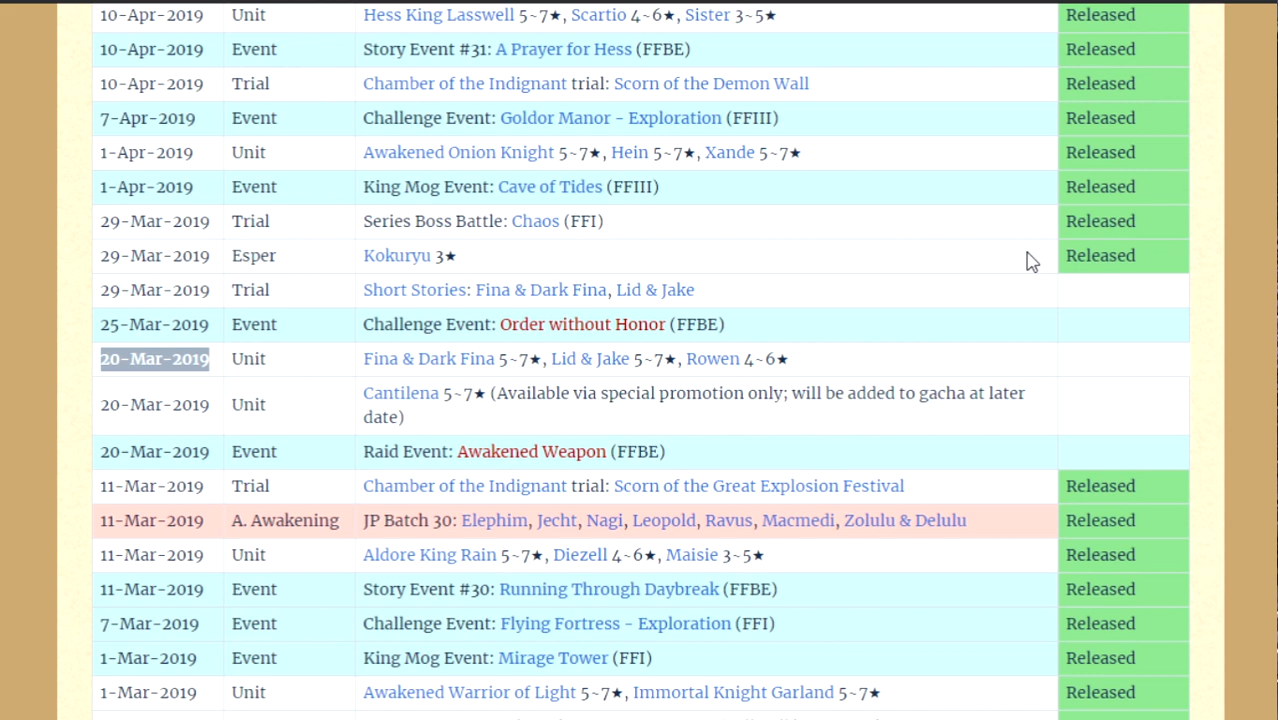 10-Apr-2019 Unit Hess King Lasswell 5~7★, Scartio 4~6★, Sister 3~5★ Released
10-Apr-2019 Event Story Event #31: A Prayer for Hess (FFBE) Released
10-Apr-2019 Trial Chamber of the Indignant trial: Scorn of the Demon Wall Released
7-Apr-2019 Event Challenge Event: Goldor Manor - Exploration (FFIII) Released
1-Apr-2019 Unit Awakened Onion Knight 5~7★, Hein 5~7★, Xande 5~7★ Released
1-Apr-2019 Event King Mog Event: Cave of Tides (FFIII) Released
29-Mar-2019 Trial Series Boss Battle: Chaos (FFI) Released
29-Mar-2019 Esper Kokuryu 3★ Released
29-Mar-2019 Trial Short Stories: Fina & Dark Fina, Lid & Jake
25-Mar-2019 Event Challenge Event: Order without Honor (FFBE)
20-Mar-2019 Unit Fina & Dark Fina 5~7★, Lid & Jake 5~7★, Rowen 4~6★
20-Mar-2019 Unit Cantilena 5~7★ (Available via special promotion only; will be added to gacha at later
date)
20-Mar-2019 Event Raid Event: Awakened Weapon (FFBE)
11-Mar-2019 Trial Chamber of the Indignant trial: Scorn of the Great Explosion Festival Released
11-Mar-2019 A. Awakening JP Batch 30: Elephim, Jecht, Nagi, Leopold, Ravus, Macmedi, Zolulu & Delulu Released
11-Mar-2019 Unit Aldore King Rain 5~7★, Diezell 4~6★, Maisie 3~5★ Released
11-Mar-2019 Event Story Event #30: Running Through Daybreak (FFBE) Released
7-Mar-2019 Event Challenge Event: Flying Fortress - Exploration (FFI) Released
1-Mar-2019 Event King Mog Event: Mirage Tower (FFI) Released
1-Mar-2019 Unit Awakened Warrior of Light 5~7★, Immortal Knight Garland 5~7★ Released